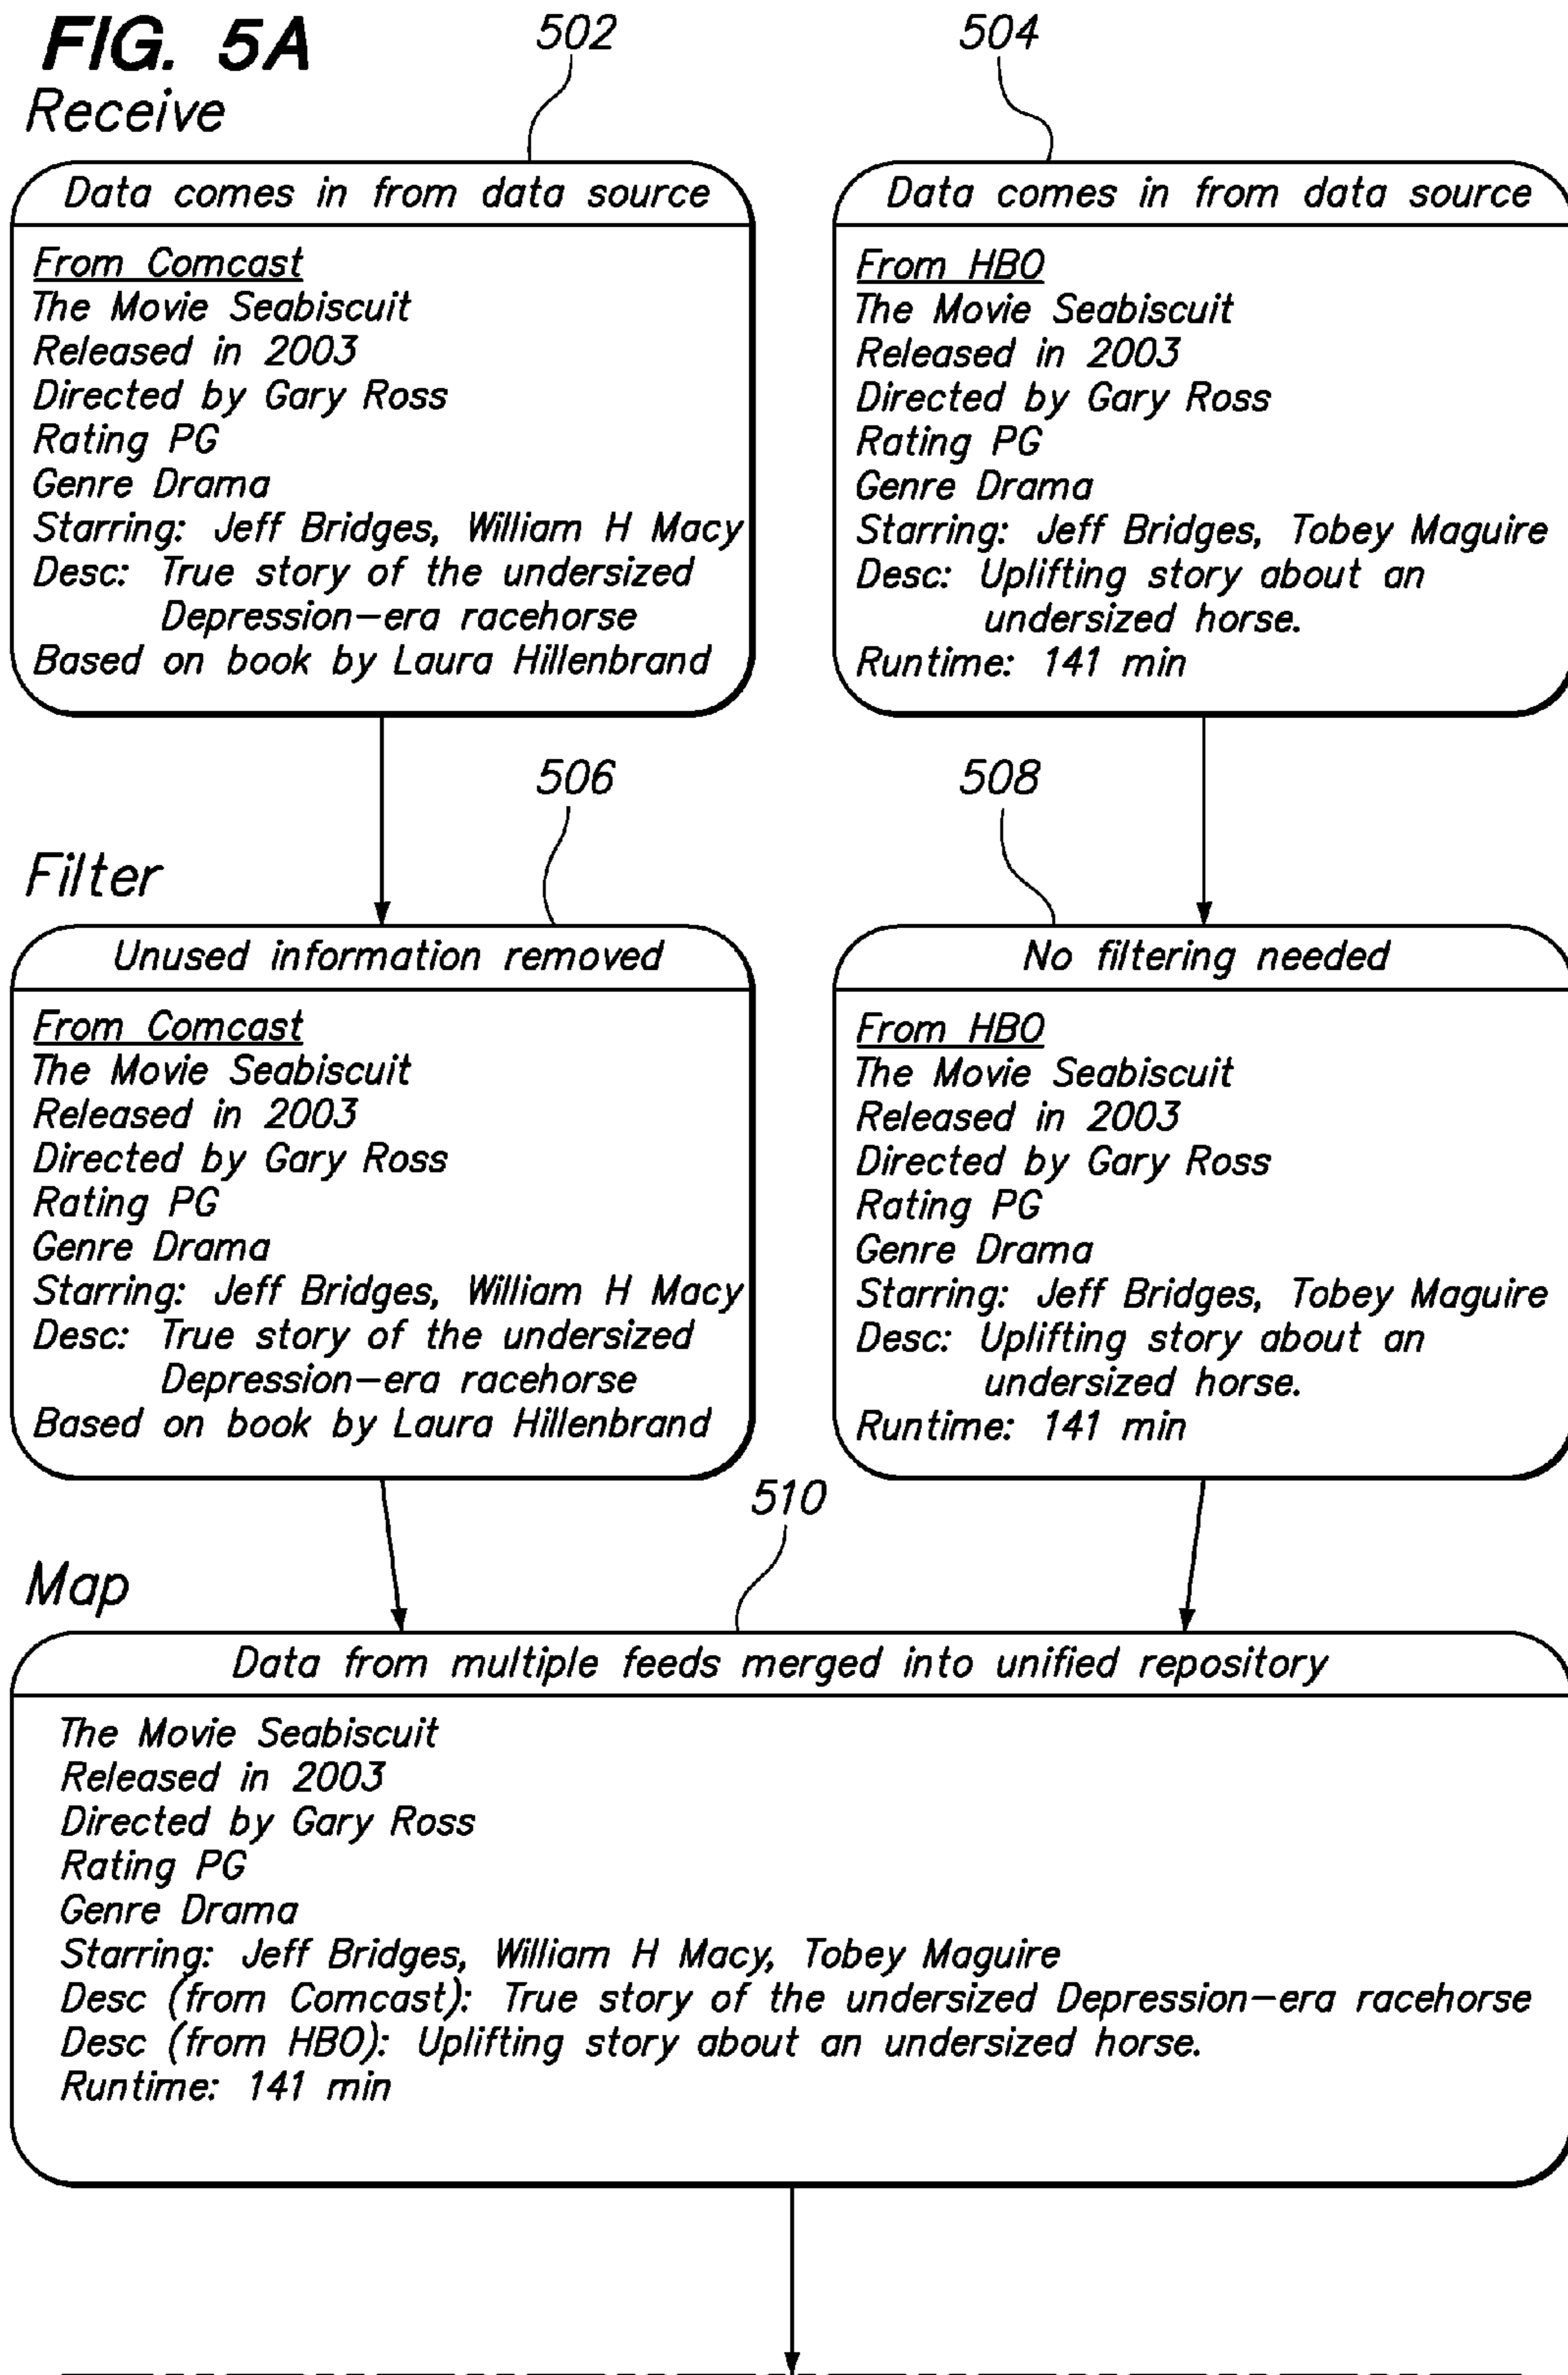 FIG. 5A
502
504
Receive
Data comes in from data source
From Comcast
The Movie Seabiscuit
Released in 2003
Directed by Gary Ross
Rating PG
Genre Drama
Starring: Jeff Bridges, William H Macy
Desc: True story of the undersized
Depression-era racehorse
Based on book by Laura Hillenbrand
Data comes in from data source
From HBO
The Movie Seabiscuit
Released in 2003
Directed by Gary Ross
Rating PG
Genre Drama
Starring: Jeff Bridges, Tobey Maguire
Desc: Uplifting story about an
undersized horse.
Runtime: 141 min
506
508
Filter
Unused information removed
From Comcast
The Movie Seabiscuit
Released in 2003
Directed by Gary Ross
Rating PG
Genre Drama
Starring: Jeff Bridges, William H Macy
Desc: True story of the undersized
Depression-era racehorse
Based on book by Laura Hillenbrand
No filtering needed
From HBO
The Movie Seabiscuit
Released in 2003
Directed by Gary Ross
Rating PG
Genre Drama
Starring: Jeff Bridges, Tobey Maguire
Desc: Uplifting story about an
undersized horse.
Runtime: 141 min
510
Map
Data from multiple feeds merged into unified repository
The Movie Seabiscuit
Released in 2003
Directed by Gary Ross
Rating PG
Genre Drama
Starring: Jeff Bridges, William H Macy, Tobey Maguire
Desc (from Comcast): True story of the undersized Depression-era racehorse
Desc (from HBO): Uplifting story about an undersized horse.
Runtime: 141 min